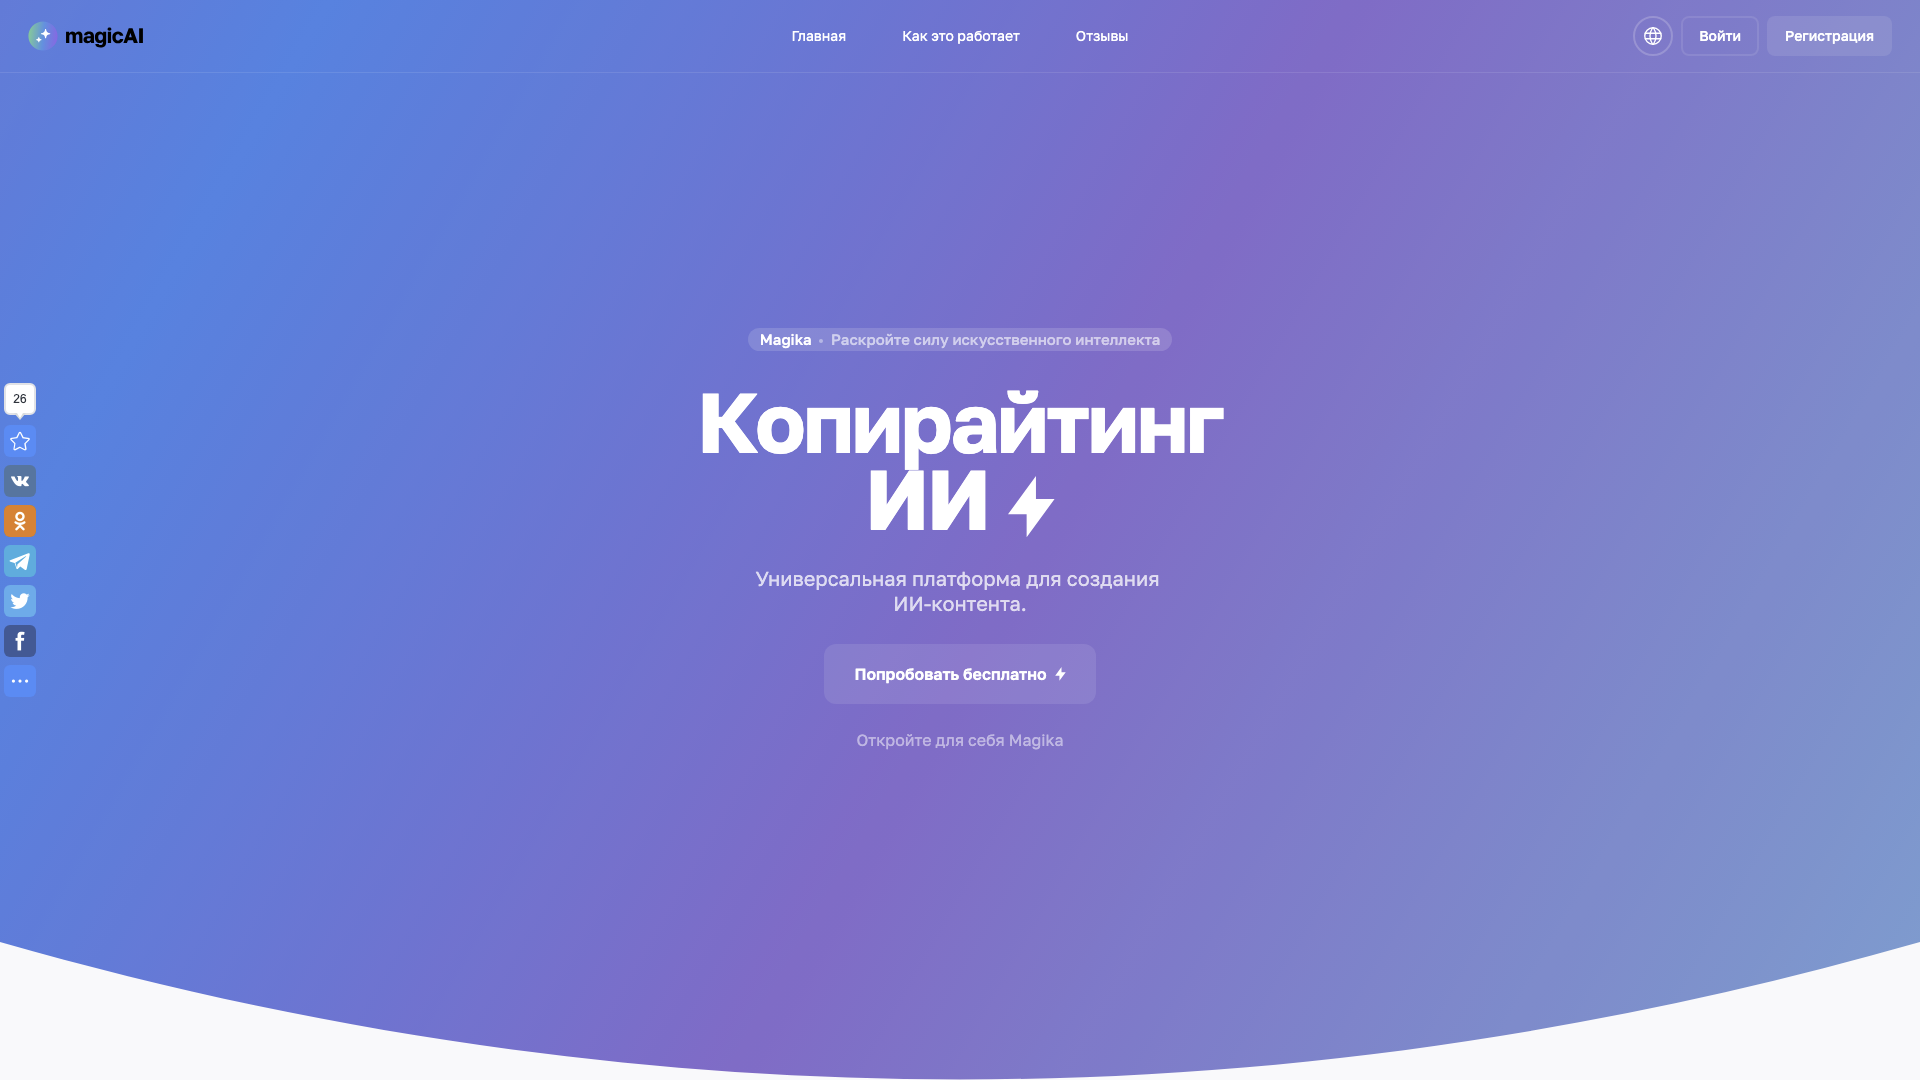 magicAI
Главная
Как это работает
Отзывы
Войти
Регистрация
Magika • Раскройте силу искусственного интеллекта
Копирайтинг
ИИ
Универсальная платформа для создания
ИИ-контента.
Попробовать бесплатно
Откройте для себя Magika
26